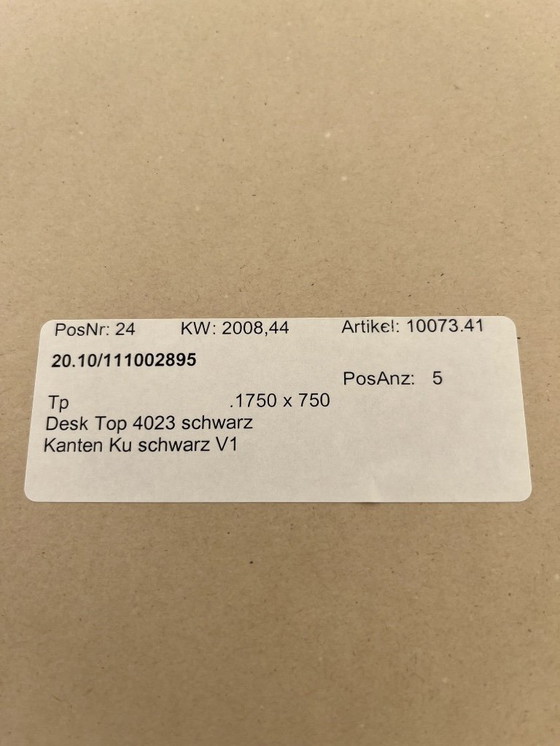 PosNr: 24 KW: 2008,44 Artikel: 10073.41
20.10/111002895
PosAnz: 5
Tp .1750 x 750
Desk Top 4023 schwarz
Kanten Ku schwarz V1